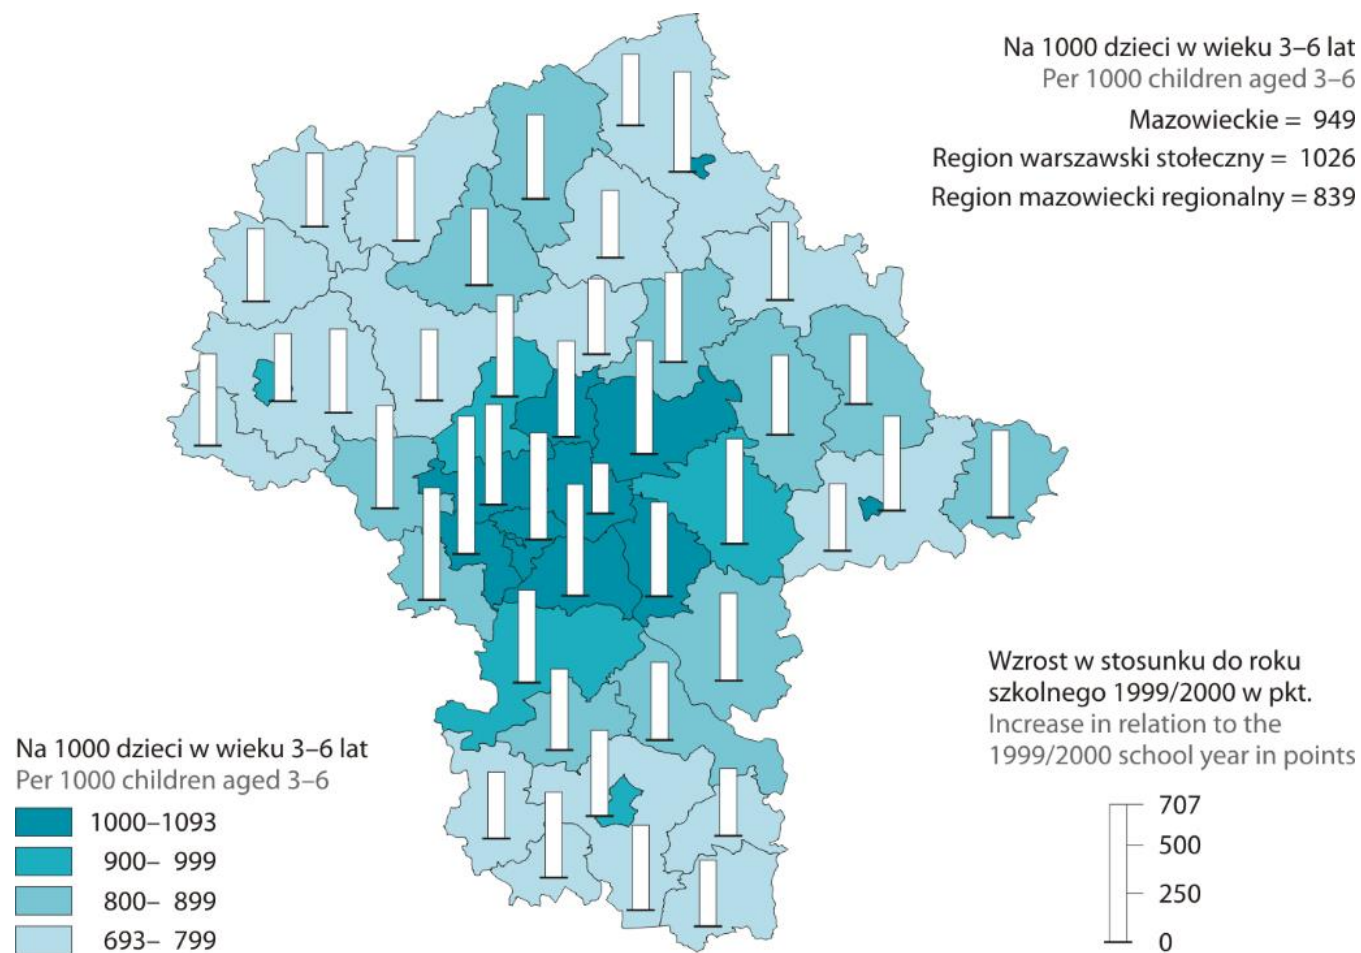 Na 1000 dzieci w wieku 3–6 lat
Per 1000 children aged 3–6
Mazowieckie = 949
Region warszawski stołeczny = 1026
Region mazowiecki regionalny = 839
Wzrost w stosunku do roku
szkolnego 1999/2000 w pkt.
Increase in relation to the
1999/2000 school year in points
707
500
250
0
Na 1000 dzieci w wieku 3–6 lat
Per 1000 children aged 3–6
1000–1093
900– 999
800– 899
693– 799